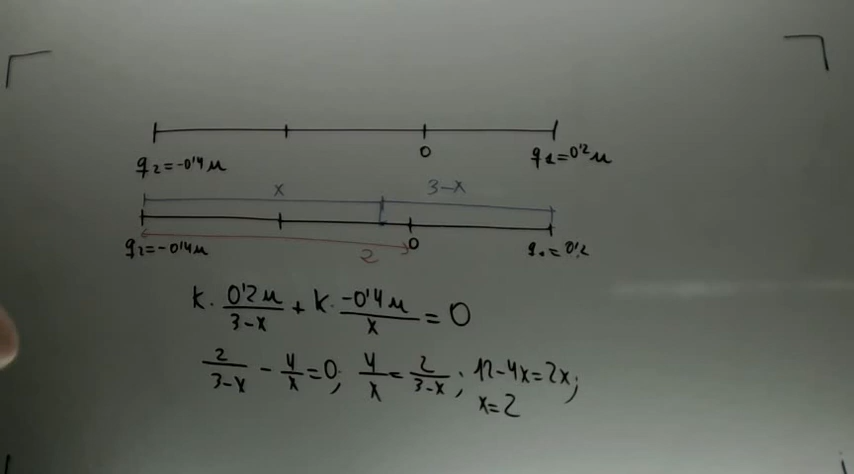 0
q₂=-0'4μ
q₁=0'2μ
x
3-x
q₂=-0'4μ
2
0
q₁=0'2
K · 0'2μ/3-x + K · -0'4μ/x = 0
2/3-x - 4/x = 0; 4/x = 2/3-x; 12-4x=2x;
x=2